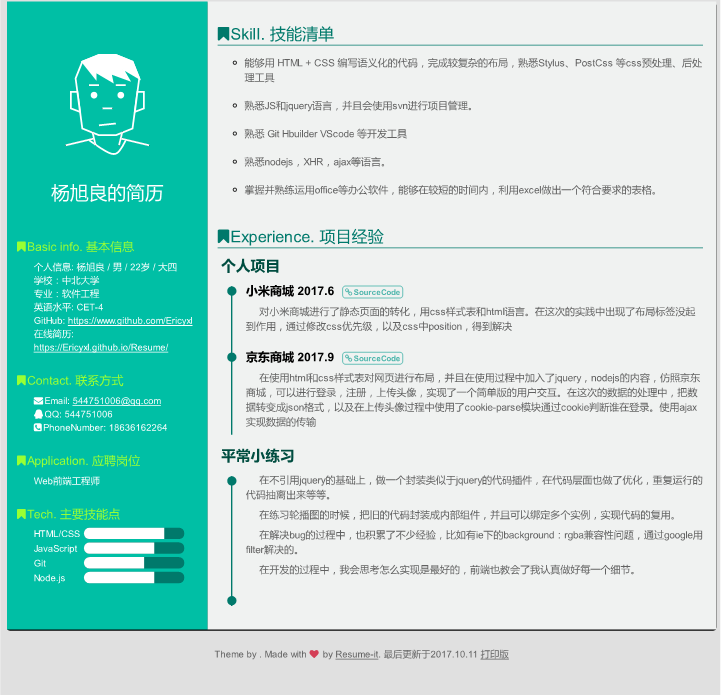 杨旭良的简历
Basic info. 基本信息
个人信息: 杨旭良 / 男 / 22岁 / 大四
学校：中北大学
专业：软件工程
英语水平: CET-4
GitHub: https://www.github.com/Ericyxl
在线简历:
https://Ericyxl.github.io/Resume/
Contact. 联系方式
Email: 544751006@qq.com
QQ: 544751006
PhoneNumber: 18636162264
Application. 应聘岗位
Web前端工程师
Tech. 主要技能点
HTML/CSS
JavaScript
Git
Node.js
Skill. 技能清单
能够用 HTML + CSS 编写语义化的代码，完成较复杂的布局，熟悉Stylus、PostCss 等css预处理、后处
理工具
熟悉JS和jquery语言，并且会使用svn进行项目管理。
熟悉 Git Hbuilder VScode 等开发工具
熟悉nodejs，XHR，ajax等语言。
掌握并熟练运用office等办公软件，能够在较短的时间内，利用excel做出一个符合要求的表格。
Experience. 项目经验
个人项目
小米商城 2017.6 SourceCode
对小米商城进行了静态页面的转化，用css样式表和html语言。在这次的实践中出现了布局标签没起
到作用，通过修改css优先级，以及css中position，得到解决
京东商城 2017.9 SourceCode
在使用html和css样式表对网页进行布局，并且在使用过程中加入了jquery，nodejs的内容，仿照京东
商城，可以进行登录，注册，上传头像，实现了一个简单版的用户交互。在这次的数据的处理中，把数
据转变成json格式，以及在上传头像过程中使用了cookie-parse模块通过cookie判断谁在登录。使用ajax
实现数据的传输
平常小练习
在不引用jquery的基础上，做一个封装类似于jquery的代码插件，在代码层面也做了优化，重复运行的
代码抽离出来等等。
在练习轮播图的时候，把旧的代码封装成内部组件，并且可以绑定多个实例，实现代码的复用。
在解决bug的过程中，也积累了不少经验，比如有ie下的background：rgba兼容性问题，通过google用
filter解决的。
在开发的过程中，我会思考怎么实现是最好的，前端也教会了我认真做好每一个细节。
Theme by . Made with ❤ by Resume-it. 最后更新于2017.10.11 打印版